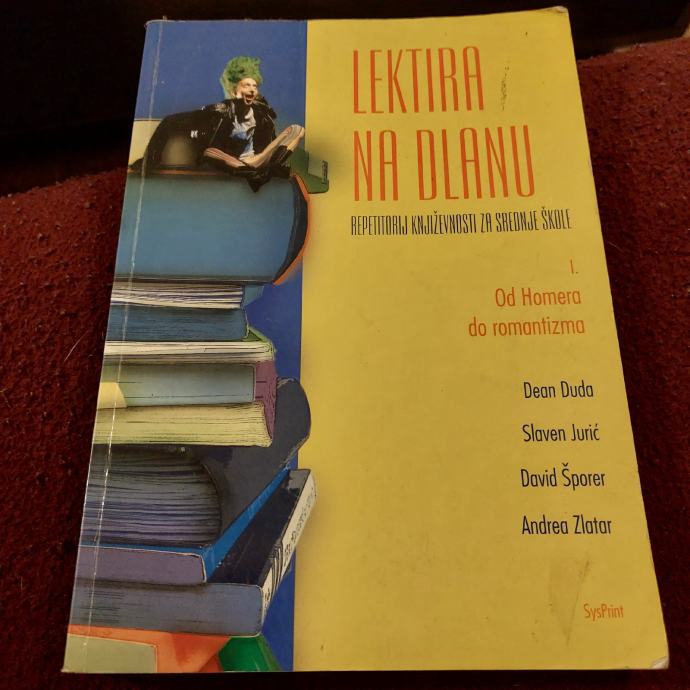 LEKTIRA
NA DLANU
REPETITORIJ KNJIŽEVNOSTI ZA SREDNJE ŠKOLE
I.
Od Homera
do romantizma
Dean Duda
Slaven Jurić
David Šporer
Andrea Zlatar
SysPrint